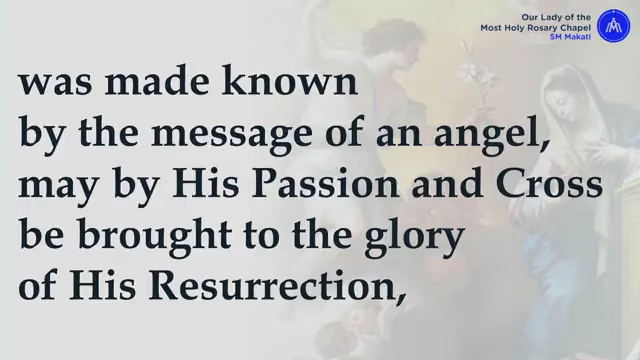 Our Lady of the
Most Holy Rosary Chapel
SM Makati
was made known
by the message of an angel,
may by His Passion and Cross
be brought to the glory
of His Resurrection,